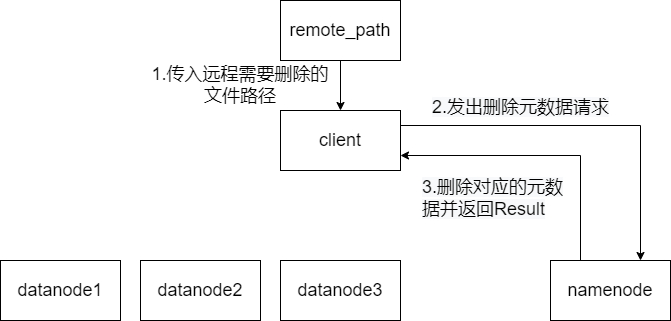 remote_path
1.传入远程需要删除的
文件路径
2.发出删除元数据请求
client
3.删除对应的元数
据并返回Result
datanode1
datanode2
datanode3
namenode